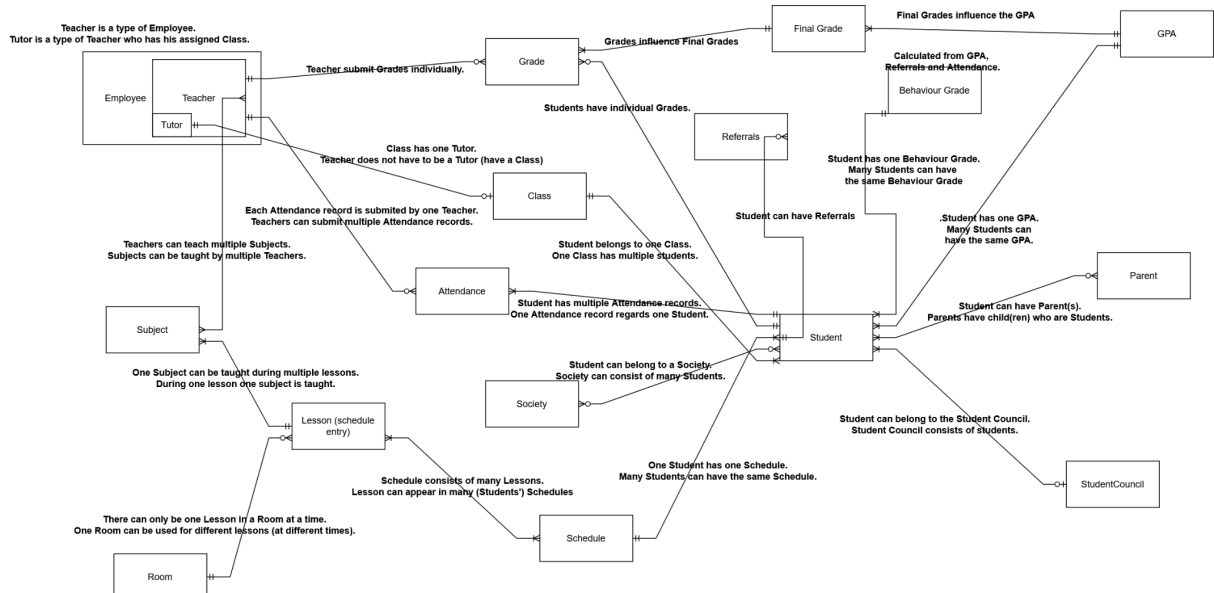 Teacher is a type of Employee.
Tutor is a type of Teacher who has his assigned Class.
Employee
Teacher
Tutor
Teacher submit Grades individually.
Grade
Grades influence Final Grades
Final Grade
Final Grades influence the GPA
GPA
Calculated from GPA,
Referrals and Attendance.
Behaviour Grade
Students have individual Grades.
Referrals
Class has one Tutor.
Teacher does not have to be a Tutor (have a Class)
Student has one Behaviour Grade.
Many Students can have
the same Behaviour Grade
Class
Each Attendance record is submited by one Teacher.
Teachers can submit multiple Attendance records.
Student can have Referrals
.Student has one GPA.
Many Students can
have the same GPA.
Teachers can teach multiple Subjects.
Subjects can be taught by multiple Teachers.
Student belongs to one Class.
One Class has multiple students.
Parent
Attendance
Student has multiple Attendance records.
One Attendance record regards one Student.
Student can have Parent(s).
Parents have child(ren) who are Students.
Subject
Student
One Subject can be taught during multiple lessons.
During one lesson one subject is taught.
Student can belong to a Society.
Society can consist of many Students.
Society
Lesson (schedule
entry)
Student can belong to the Student Council.
Student Council consists of students.
One Student has one Schedule.
Many Students can have the same Schedule.
Schedule consists of many Lessons.
Lesson can appear in many (Students') Schedules
StudentCouncil
There can only be one Lesson in a Room at a time.
One Room can be used for different lessons (at different times).
Schedule
Room